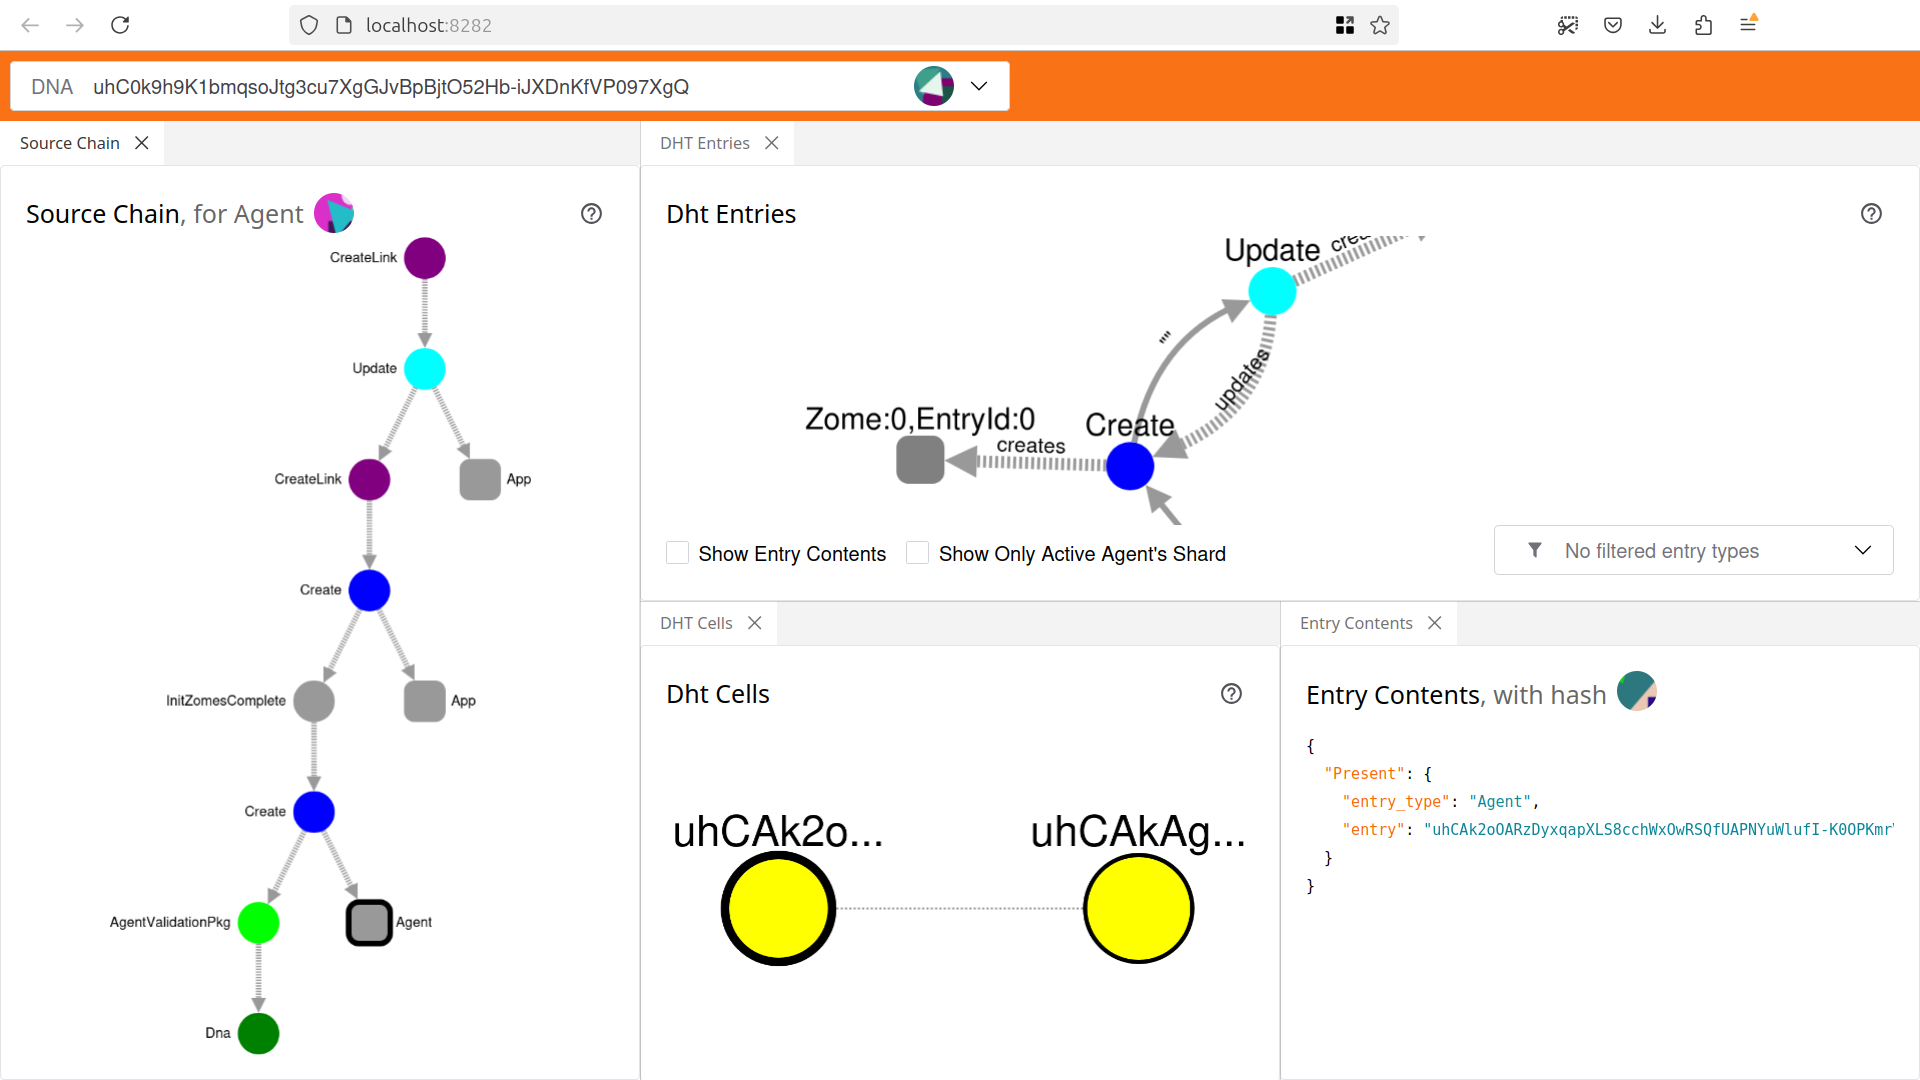 localhost:8282
DNA uhC0k9h9K1bmqsoJtg3cu7XgGJvBpBjtO52Hb-iJXDnKfVP097XgQ
Source Chain
Source Chain, for Agent
CreateLink
Update
CreateLink
App
Create
InitZomesComplete
App
Create
AgentValidationPkg
Agent
Dna
DHT Entries
Dht Entries
Update
""
updates
Zome:0,EntryId:0
creates
Create
Show Entry Contents
Show Only Active Agent's Shard
No filtered entry types
DHT Cells
Dht Cells
uhCAk2o...
uhCAkAg...
Entry Contents
Entry Contents, with hash
{
"Present": {
"entry_type": "Agent",
"entry": "uhCAk2oOARzDyxqapXLS8cchWxOwRSQfUAPNYuWlufI-K0OPKmr
}
}